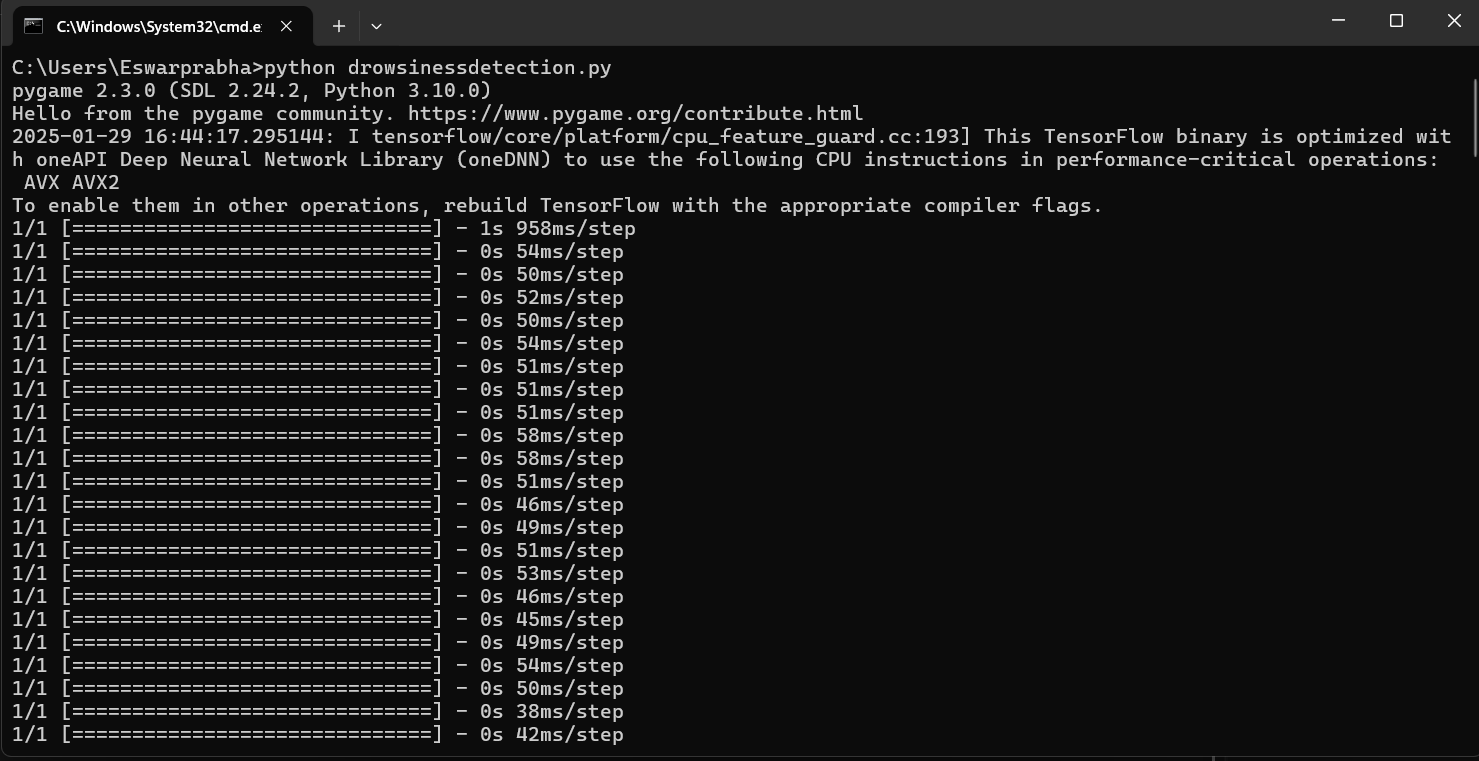 C:\Windows\System32\cmd.e
C:\Users\Eswarprabha>python drowsinessdetection.py
pygame 2.3.0 (SDL 2.24.2, Python 3.10.0)
Hello from the pygame community. https://www.pygame.org/contribute.html
2025-01-29 16:44:17.295144: I tensorflow/core/platform/cpu_feature_guard.cc:193] This TensorFlow binary is optimized wit
h oneAPI Deep Neural Network Library (oneDNN) to use the following CPU instructions in performance-critical operations:
 AVX AVX2
To enable them in other operations, rebuild TensorFlow with the appropriate compiler flags.
1/1 [==============================] - 1s 958ms/step
1/1 [==============================] - 0s 54ms/step
1/1 [==============================] - 0s 50ms/step
1/1 [==============================] - 0s 52ms/step
1/1 [==============================] - 0s 50ms/step
1/1 [==============================] - 0s 54ms/step
1/1 [==============================] - 0s 51ms/step
1/1 [==============================] - 0s 51ms/step
1/1 [==============================] - 0s 51ms/step
1/1 [==============================] - 0s 58ms/step
1/1 [==============================] - 0s 58ms/step
1/1 [==============================] - 0s 51ms/step
1/1 [==============================] - 0s 46ms/step
1/1 [==============================] - 0s 49ms/step
1/1 [==============================] - 0s 51ms/step
1/1 [==============================] - 0s 53ms/step
1/1 [==============================] - 0s 46ms/step
1/1 [==============================] - 0s 45ms/step
1/1 [==============================] - 0s 49ms/step
1/1 [==============================] - 0s 54ms/step
1/1 [==============================] - 0s 50ms/step
1/1 [==============================] - 0s 38ms/step
1/1 [==============================] - 0s 42ms/step